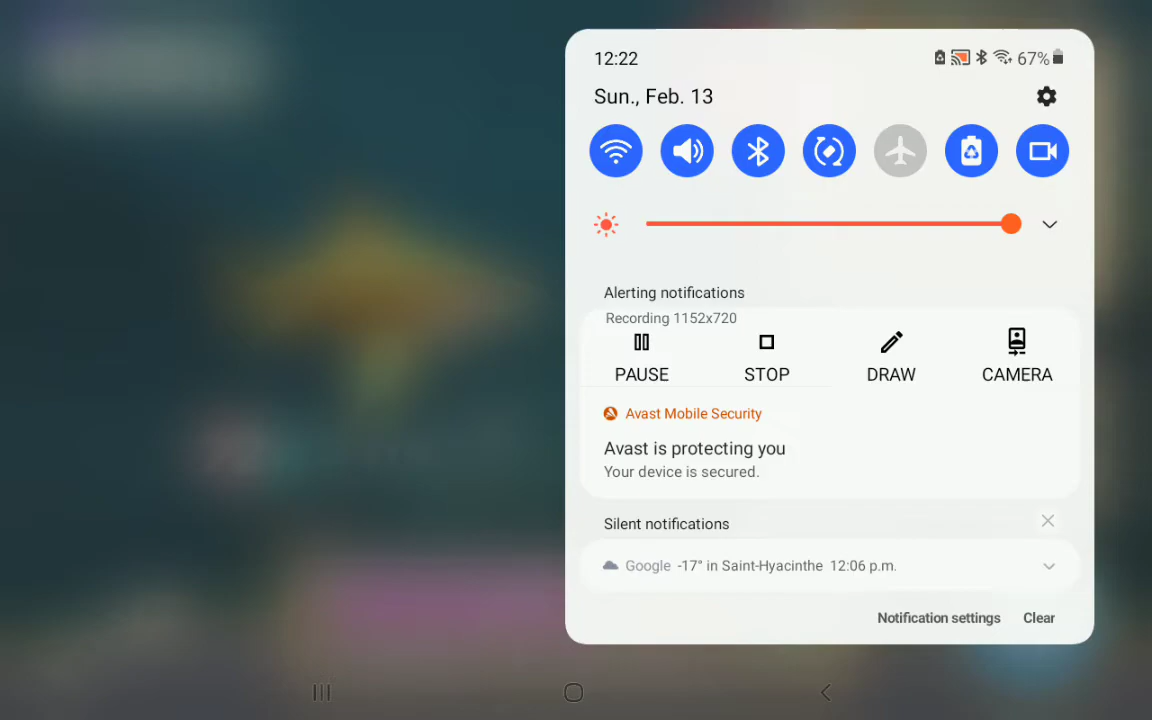 12:22
67%
Sun., Feb. 13
Alerting notifications
Recording 1152x720
PAUSE
STOP
DRAW
CAMERA
Avast Mobile Security
Avast is protecting you
Your device is secured.
Silent notifications
Google -17° in Saint-Hyacinthe 12:06 p.m.
Notification settings
Clear